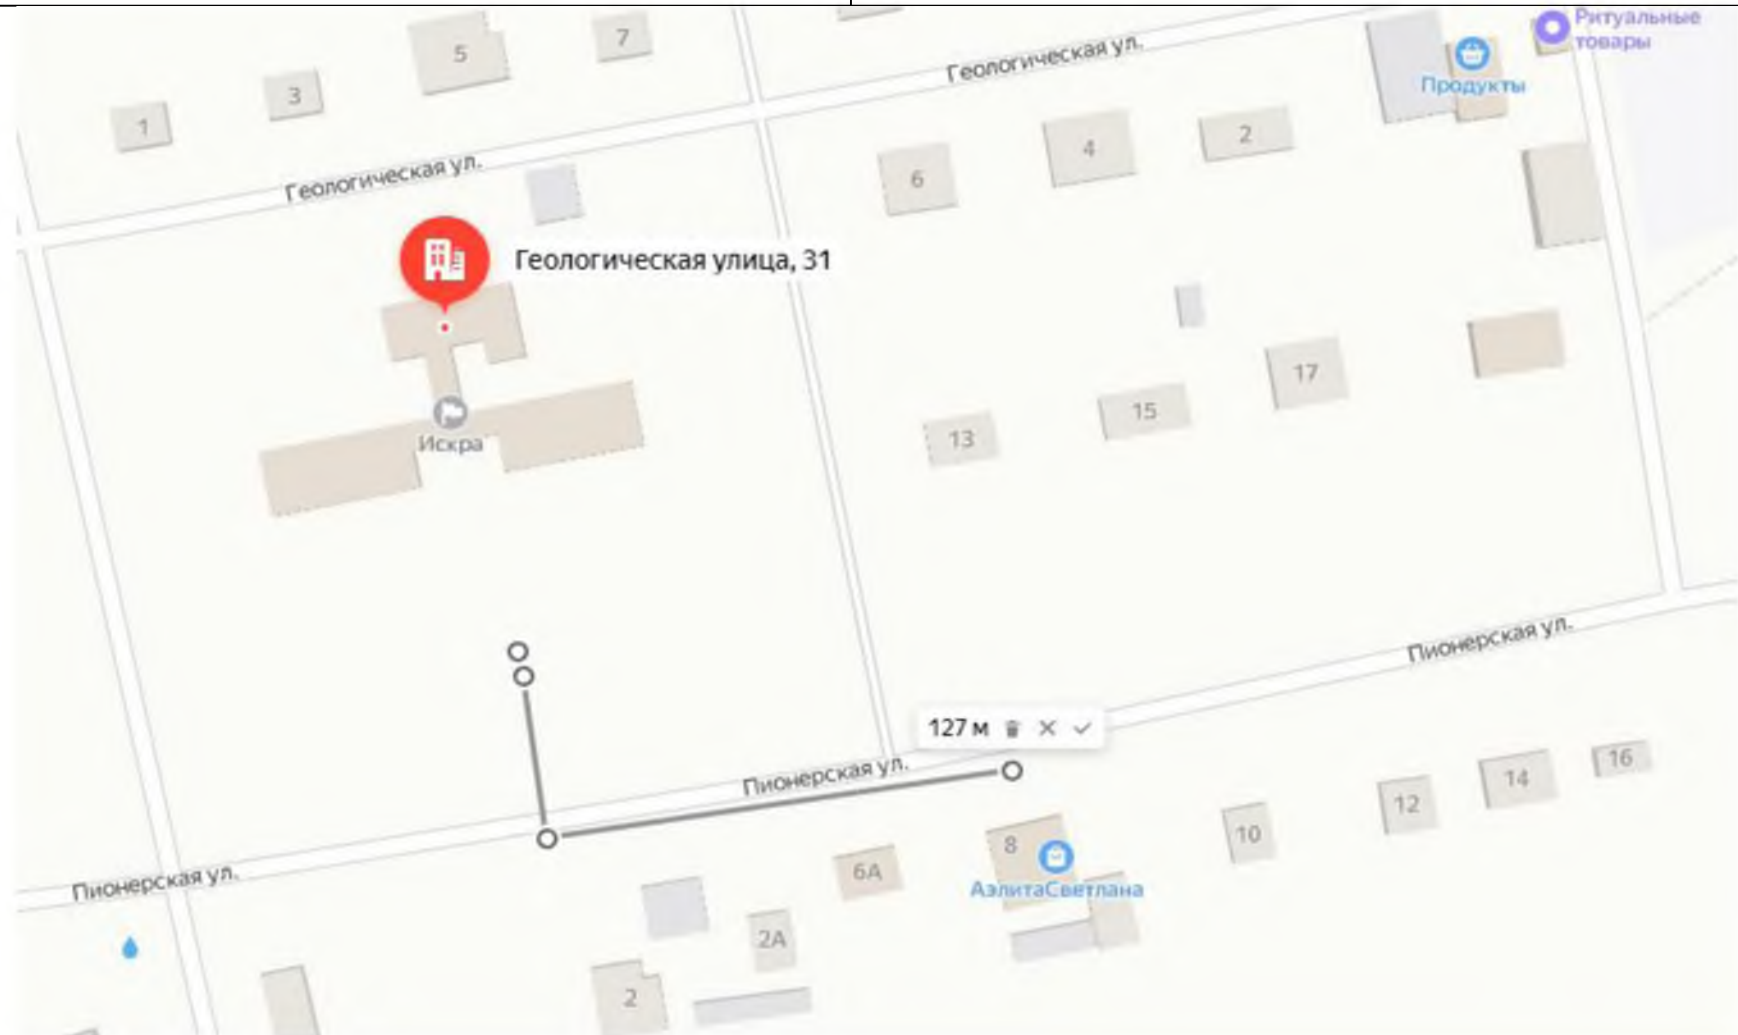 Ритуальные
товары
5
7
Геологическая ул.
3
Продукты
1
2
4
Геологическая ул.
6
Геологическая улица, 31
17
15
13
Искра
Пионерская ул.
127 м
Пионерская ул.
16
14
12
10
8
6А
Пионерская ул.
АэлитаСветлана
2А
2